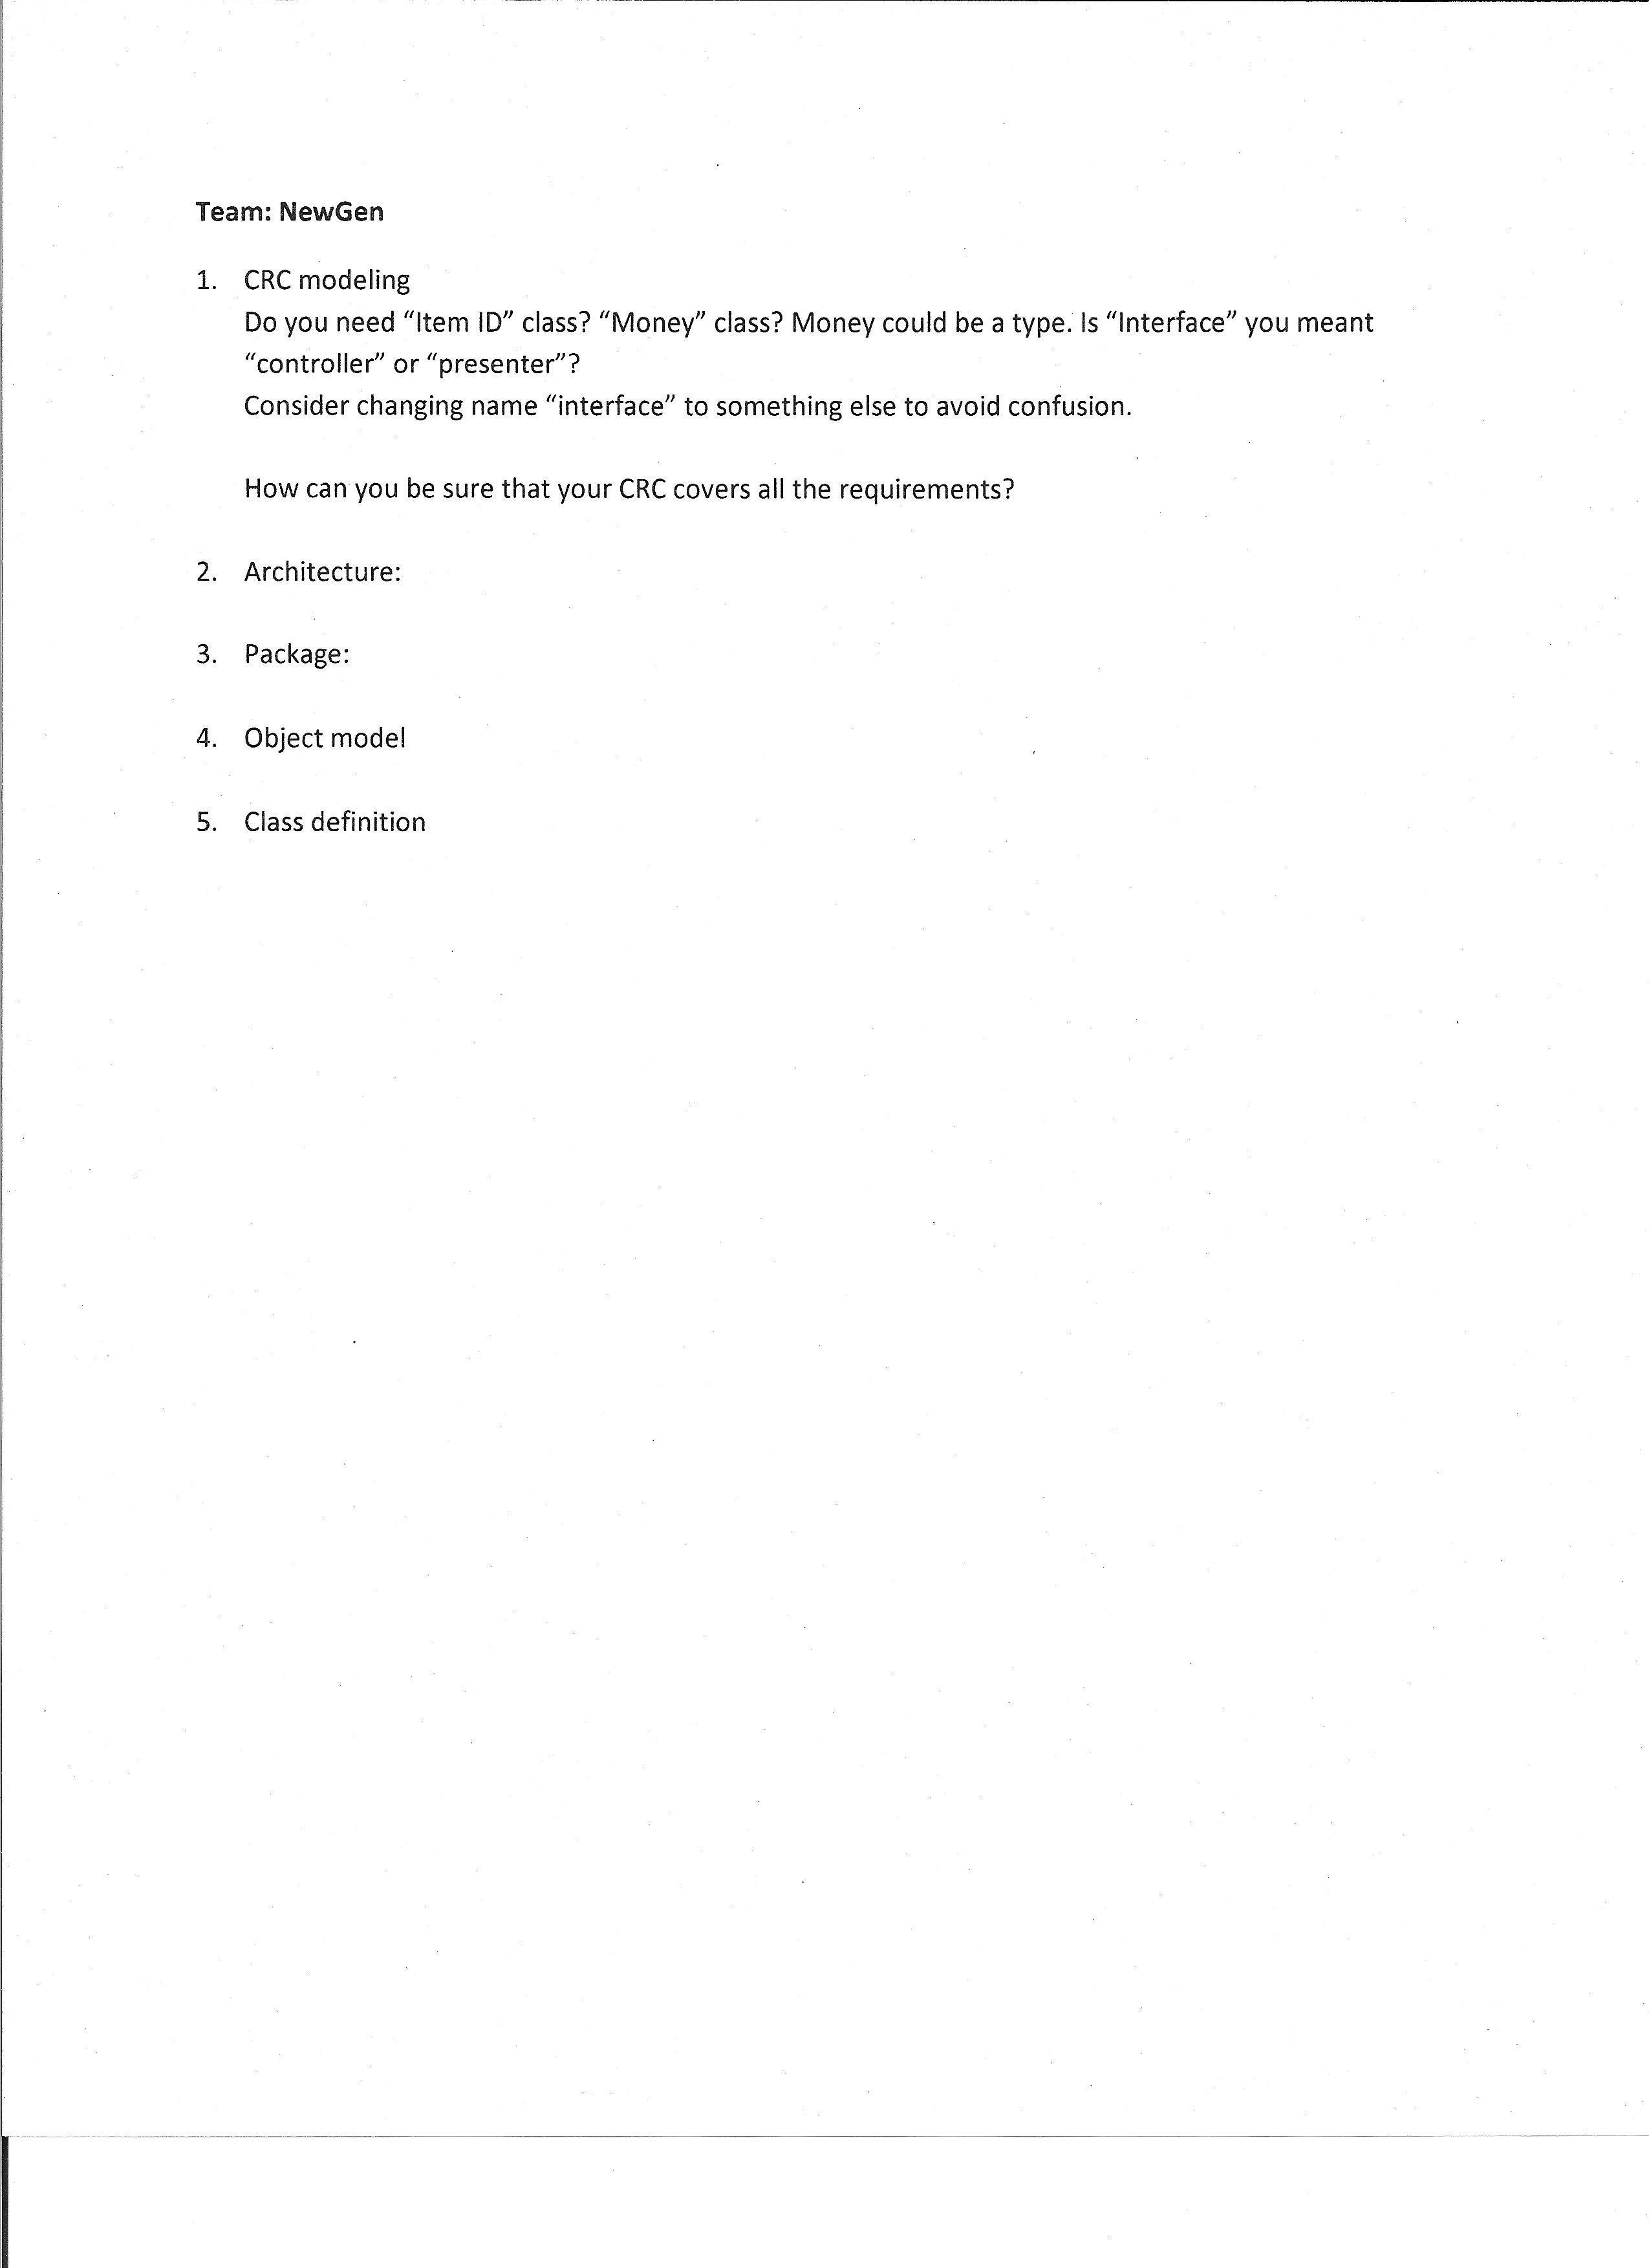 Team: NewGen
1. CRC modeling
Do you need “Item ID” class? “Money” class? Money could be a type. Is “Interface” you meant
“controller” or “presenter”?
Consider changing name “interface” to something else to avoid confusion.
How can you be sure that your CRC covers all the requirements?
2. Architecture:
3. Package:
4. Object model
5. Class definition